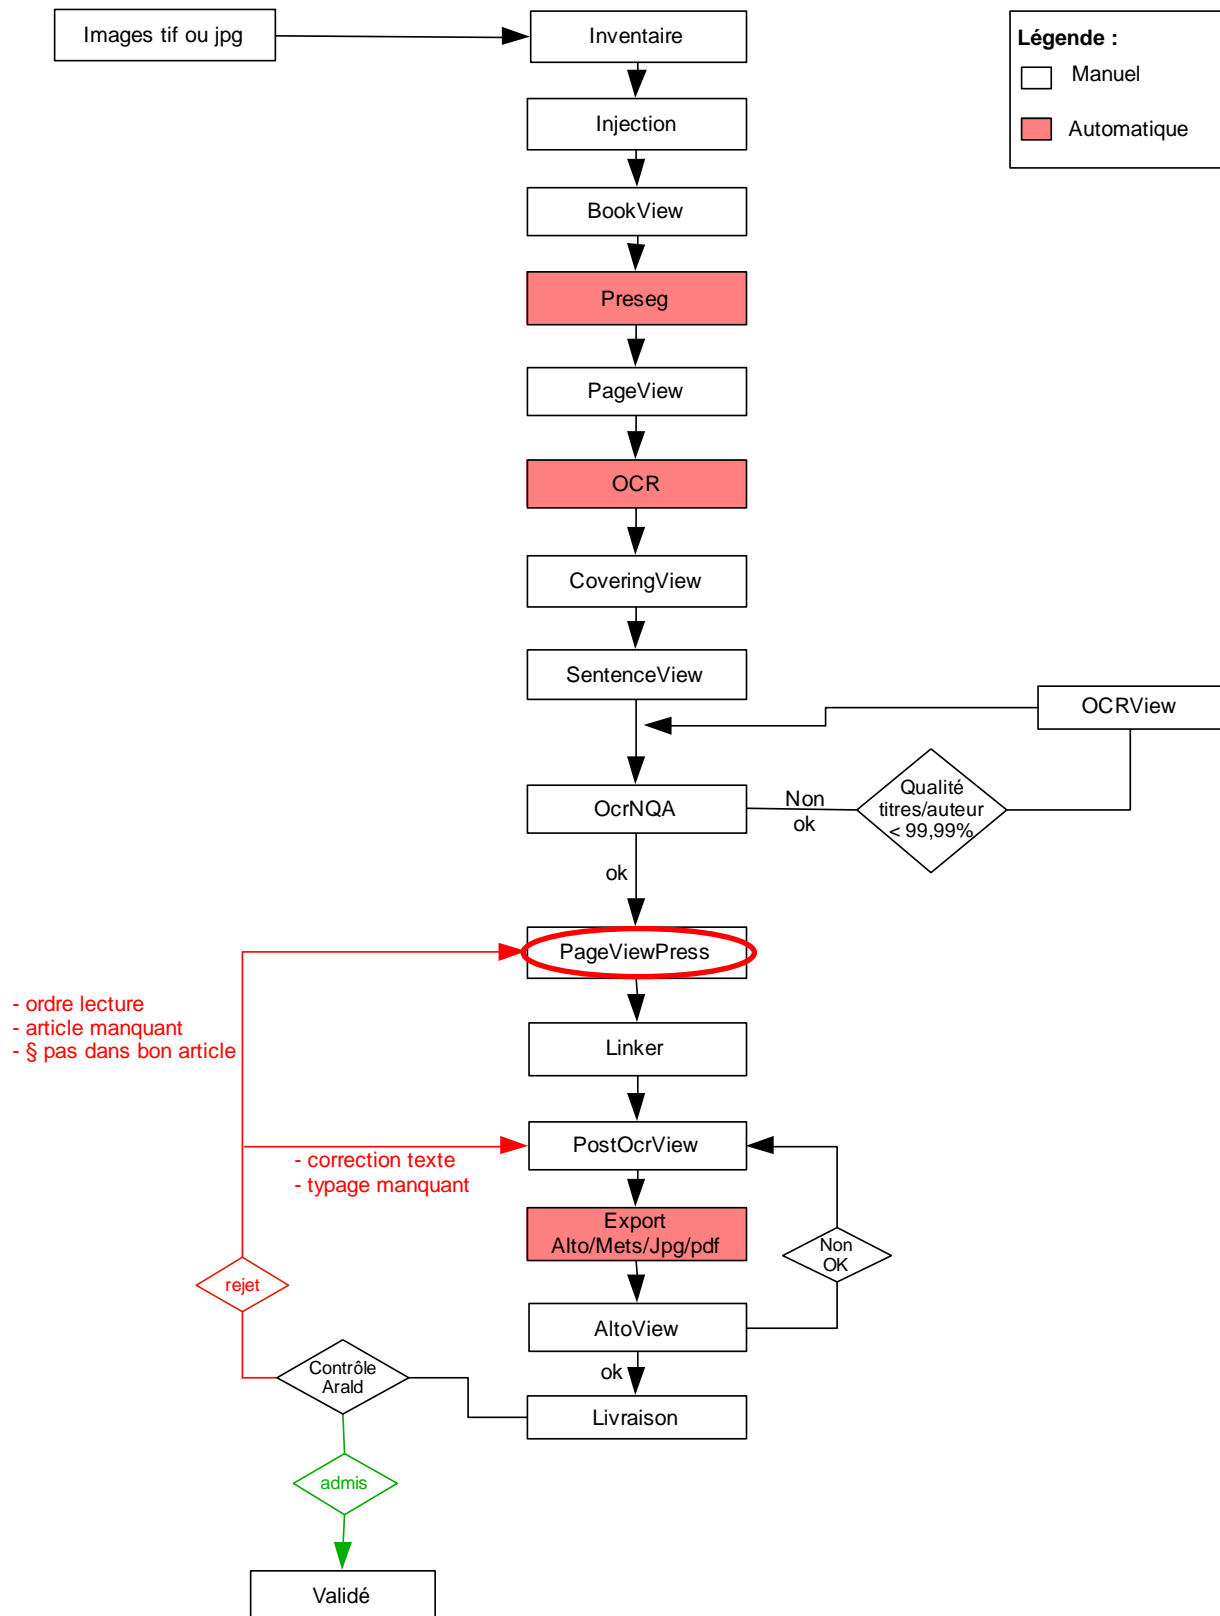 Images tif ou jpg
Inventaire
Légende :
Manuel
Automatique
Injection
BookView
Preseg
PageView
OCR
CoveringView
SentenceView
OCRView
OcrNQA
Non
ok
Qualité
titres/auteur
< 99,99%
ok
PageViewPress
- ordre lecture
- article manquant
- § pas dans bon article
Linker
PostOcrView
- correction texte
- typage manquant
Export
Alto/Mets/Jpg/pdf
Non
OK
rejet
AltoView
ok
Contrôle
Arald
Livraison
admis
Validé